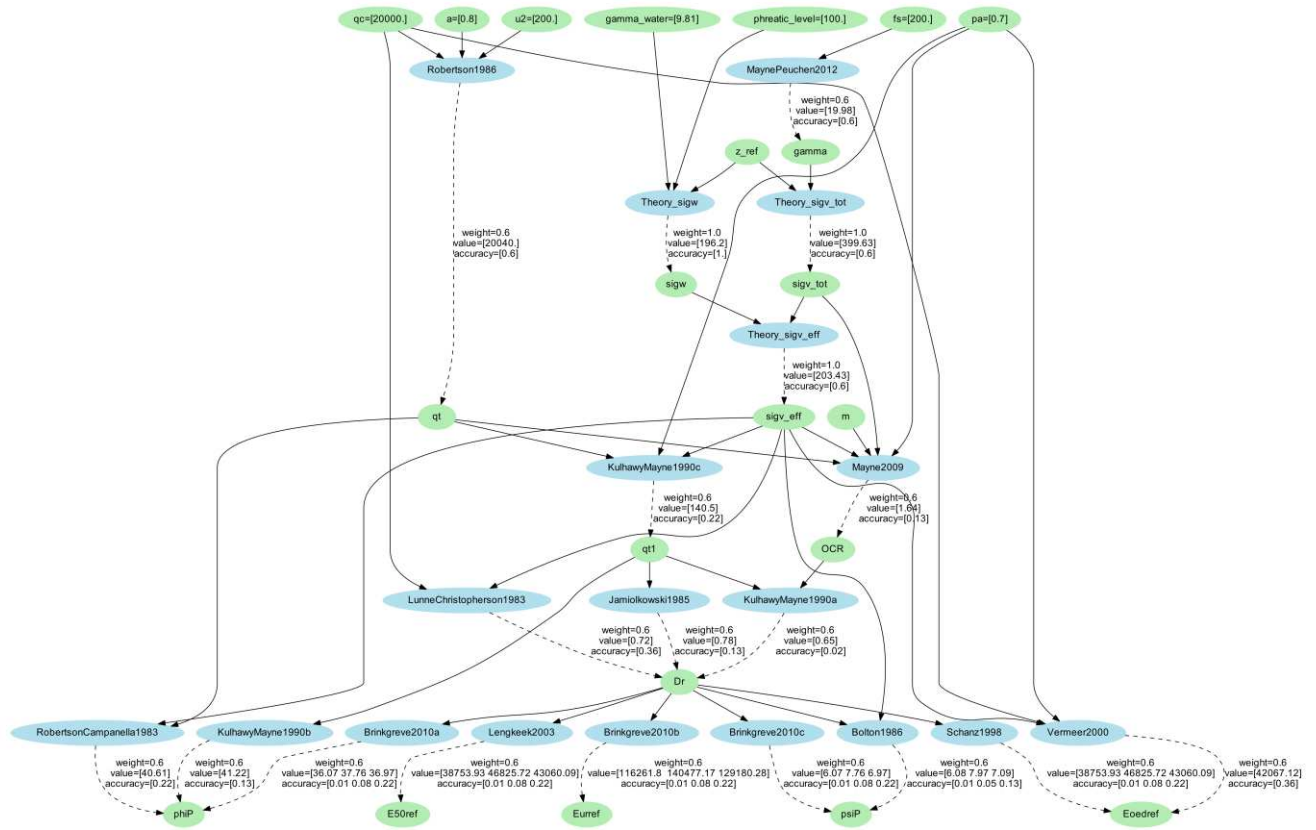 qc=[20000.]
a=[0.8]
u2=[200.]
gamma_water=[9.81]
phreatic_level=[100.]
fs=[200.]
pa=[0.7]
Robertson1986
MaynePeuchen2012
weight=0.6
value=[19.98]
accuracy=[0.6]
z_ref
gamma
Theory_sigw
Theory_sigv_tot
weight=0.6
value=[20040.]
accuracy=[0.6]
weight=1.0
value=[196.2]
accuracy=[1.]
weight=1.0
value=[399.63]
accuracy=[0.6]
sigw
sigv_tot
Theory_sigv_eff
weight=1.0
value=[203.43]
accuracy=[0.6]
qt
sigv_eff
m
KulhawyMayne1990c
Mayne2009
weight=0.6
value=[140.5]
accuracy=[0.22]
weight=0.6
value=[1.64]
accuracy=[0.13]
qt1
OCR
LunneChristopherson1983
Jamiolkowski1985
KulhawyMayne1990a
weight=0.6
value=[0.72]
accuracy=[0.36]
weight=0.6
value=[0.78]
accuracy=[0.13]
weight=0.6
value=[0.65]
accuracy=[0.02]
Dr
RobertsonCampanella1983
KulhawyMayne1990b
Brinkgreve2010a
Lengkeek2003
Brinkgreve2010b
Brinkgreve2010c
Bolton1986
Schanz1998
Vermeer2000
weight=0.6
value=[40.61]
accuracy=[0.22]
weight=0.6
value=[41.22]
accuracy=[0.13]
weight=0.6
value=[36.07 37.76 36.97]
accuracy=[0.01 0.08 0.22]
weight=0.6
value=[38753.93 46825.72 43060.09]
accuracy=[0.01 0.08 0.22]
weight=0.6
value=[116261.8 140477.17 129180.28]
accuracy=[0.01 0.08 0.22]
weight=0.6
value=[6.07 7.76 6.97]
accuracy=[0.01 0.08 0.22]
weight=0.6
value=[6.08 7.97 7.09]
accuracy=[0.01 0.05 0.13]
weight=0.6
value=[38753.93 46825.72 43060.09]
accuracy=[0.01 0.08 0.22]
weight=0.6
value=[42067.12]
accuracy=[0.36]
phiP
E50ref
Eurref
psiP
Eoedref